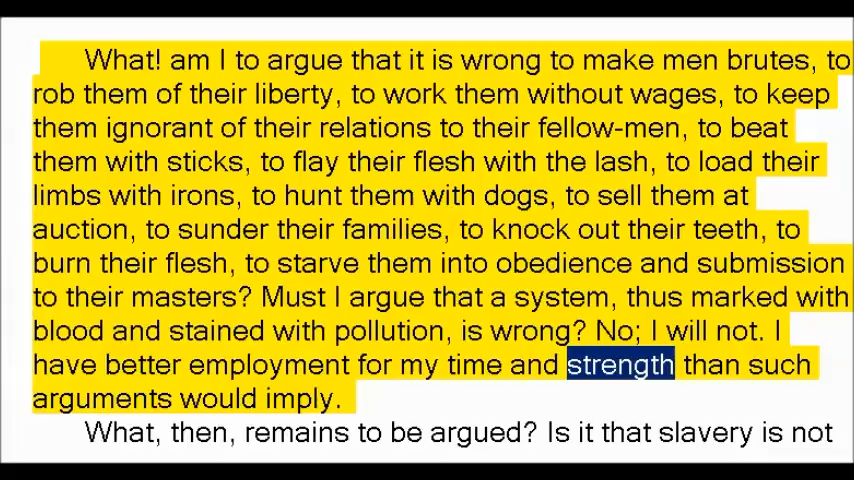 What! am I to argue that it is wrong to make men brutes, to
rob them of their liberty, to work them without wages, to keep
them ignorant of their relations to their fellow-men, to beat
them with sticks, to flay their flesh with the lash, to load their
limbs with irons, to hunt them with dogs, to sell them at
auction, to sunder their families, to knock out their teeth, to
burn their flesh, to starve them into obedience and submission
to their masters? Must I argue that a system, thus marked with
blood and stained with pollution, is wrong? No; I will not. I
have better employment for my time and strength than such
arguments would imply.
What, then, remains to be argued? Is it that slavery is not